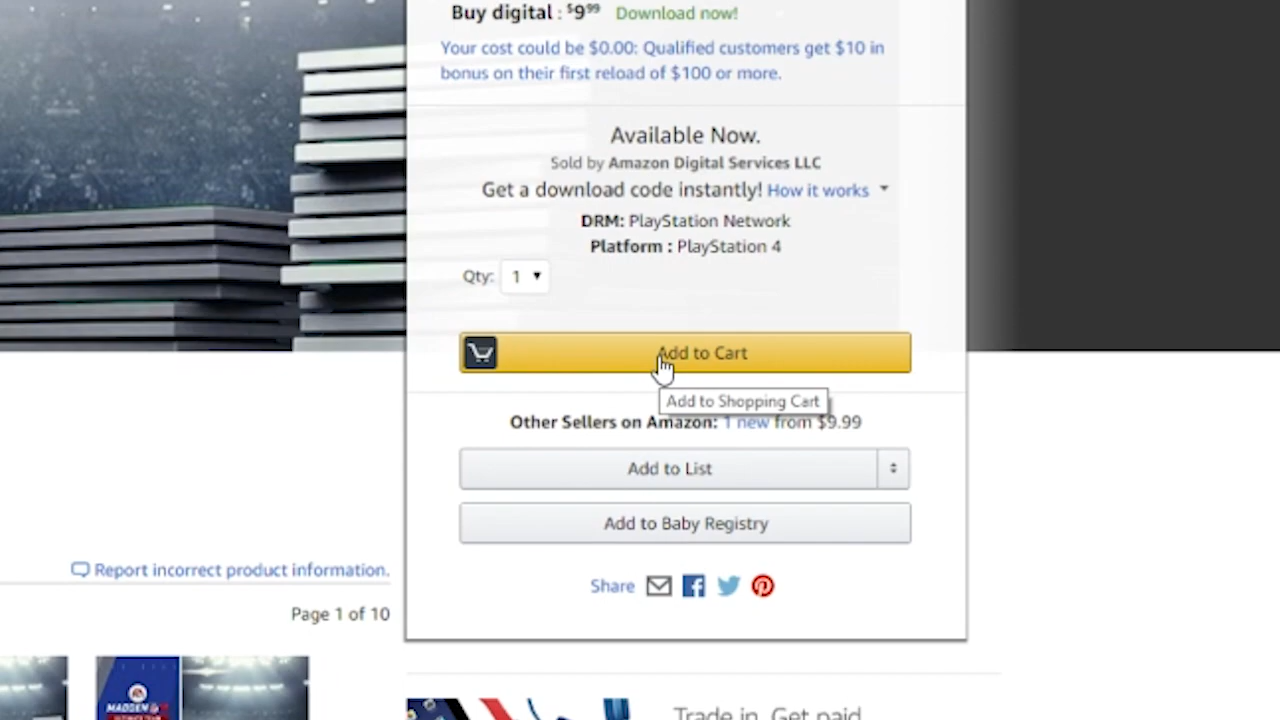 Buy digital : $9⁹⁹ Download now!
Your cost could be $0.00: Qualified customers get $10 in
bonus on their first reload of $100 or more.
Available Now.
Sold by Amazon Digital Services LLC
Get a download code instantly! How it works
DRM: PlayStation Network
Platform : PlayStation 4
Qty: 1
Add to Cart
Add to Shopping Cart
Other Sellers on Amazon: 1 new from $9.99
Add to List
Add to Baby Registry
Share
Report incorrect product information.
Page 1 of 10
MADDEN
ULTIMATE TEAM
Trade in. Get paid